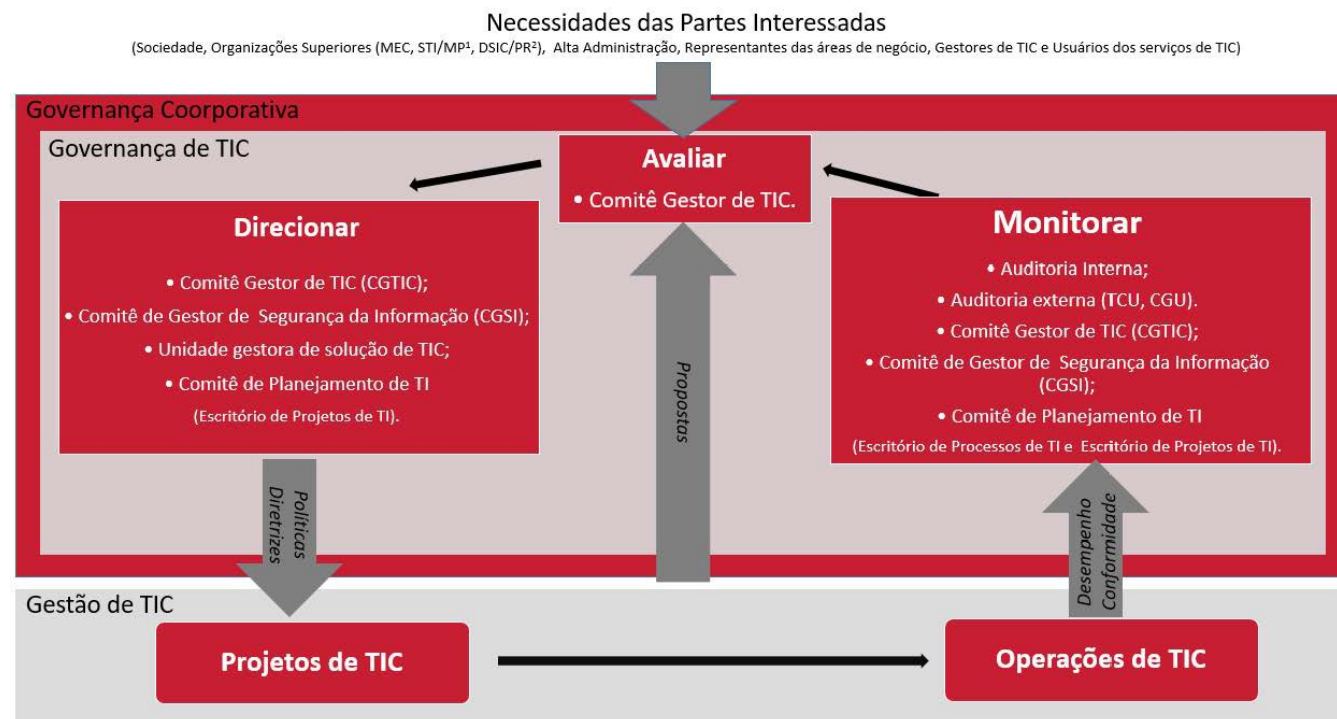 Necessidades das Partes Interessadas
(Sociedade, Organizações Superiores (MEC, STI/MP¹, DSIC/PR²), Alta Administração, Representantes das áreas de negócio, Gestores de TIC e Usuários dos serviços de TIC)
Governança Coorporativa
Governança de TIC
Avaliar
• Comitê Gestor de TIC.
Direcionar
• Comitê Gestor de TIC (CGTIC);
• Comitê de Gestor de Segurança da Informação (CGSI);
• Unidade gestora de solução de TIC;
• Comitê de Planejamento de TI
(Escritório de Projetos de TI).
Monitorar
• Auditoria Interna;
• Auditoria externa (TCU, CGU).
• Comitê Gestor de TIC (CGTIC);
• Comitê de Gestor de Segurança da Informação
(CGSI);
• Comitê de Planejamento de TI
(Escritório de Processos de TI e Escritório de Projetos de TI).
Políticas
Diretrizes
Propostas
Desempenho
Conformidade
Gestão de TIC
Projetos de TIC
Operações de TIC